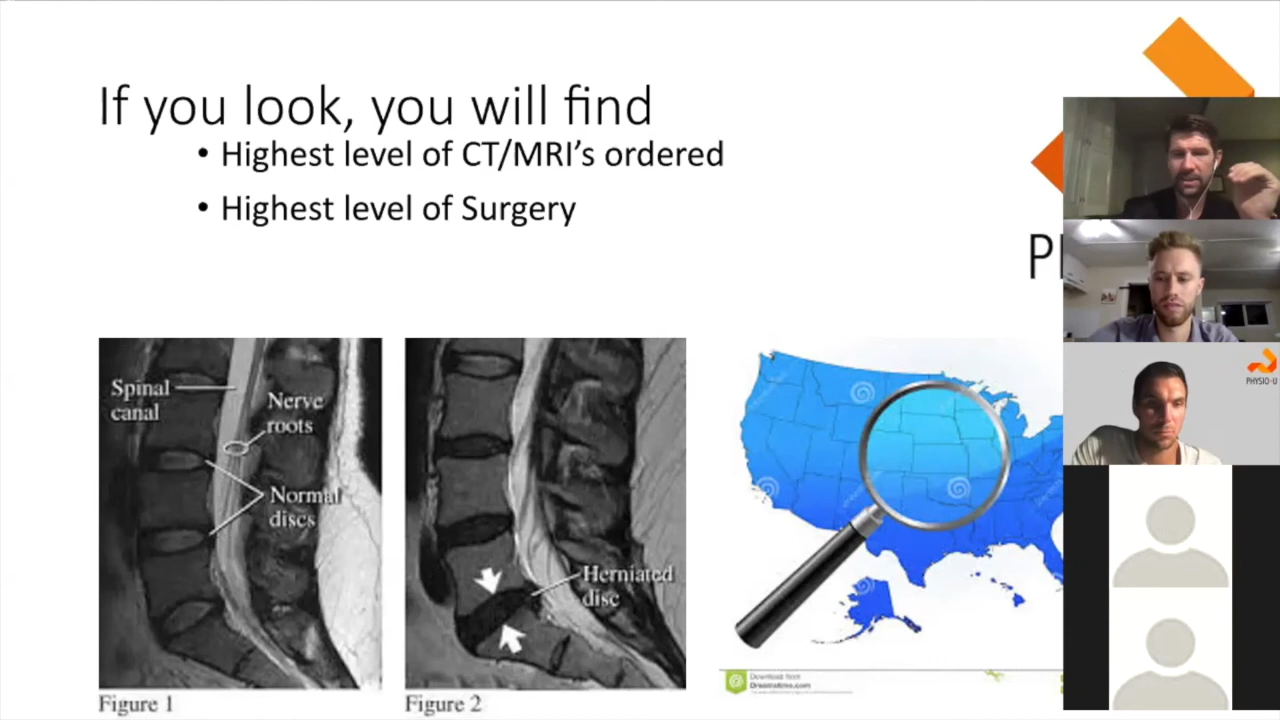 If you look, you will find
• Highest level of CT/MRI's ordered
• Highest level of Surgery
Spinal
canal
Nerve
roots
Normal
discs
Figure 1
Herniated
disc
Figure 2
Download from
Dreamstime.com
PHYSIO-U